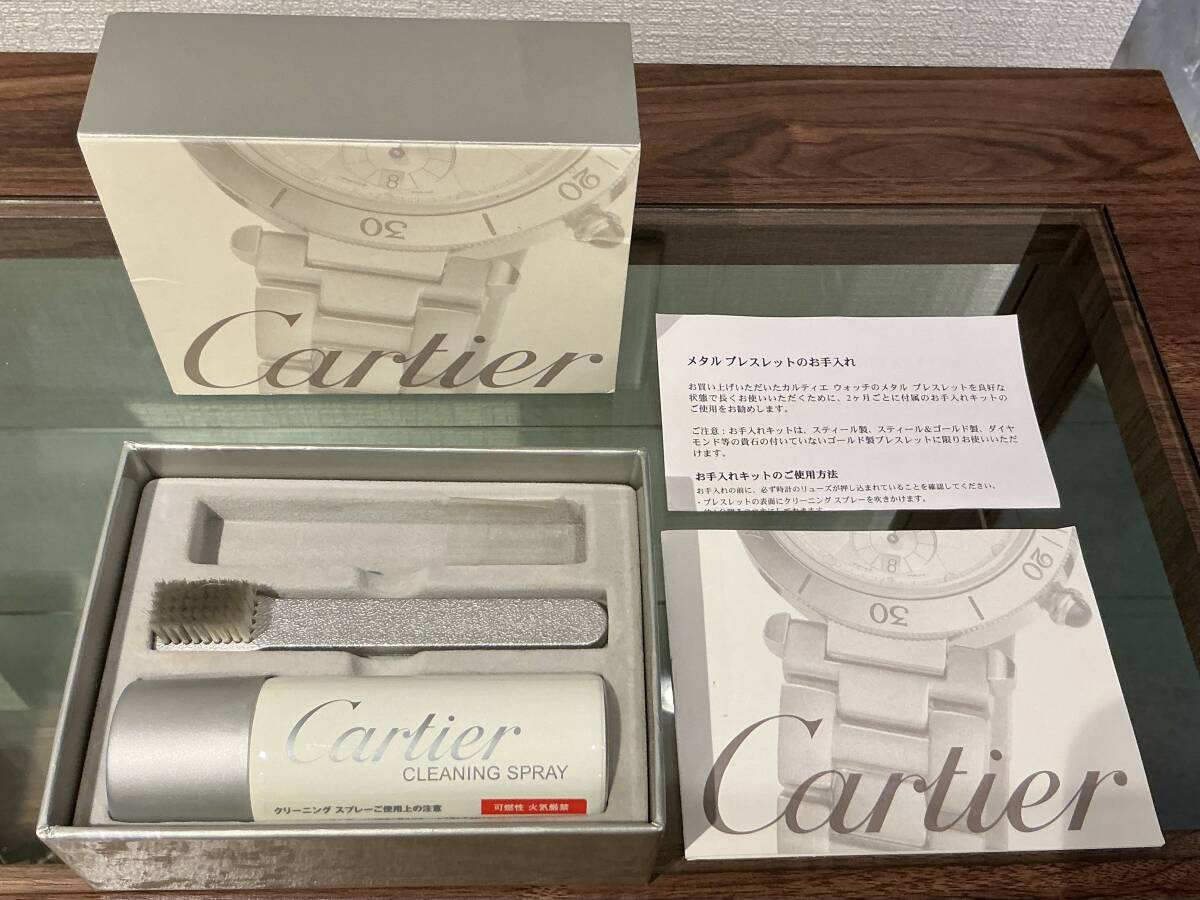 8
20
30
Cartier
メタル ブレスレットのお手入れ
お買い上げいただいたカルティエ ウォッチのメタル ブレスレットを良好な
状態で長くお使いいただくために、2ヶ月ごとに付属のお手入れキットの
ご使用をお勧めします。
ご注意：お手入れキットは、スティール製、スティール＆ゴールド製、ダイヤ
モンド等の貴石の付いていないゴールド製ブレスレットに限りお使いいただ
けます。
お手入れキットのご使用方法
お手入れの前に、必ず時計のリューズが押し込まれていることを確認してください。
・ブレスレットの表面にクリーニング スプレーを吹きかけます。
8
20
30
Cartier
Cartier
CLEANING SPRAY
クリーニング スプレーご使用上の注意
可燃性 火気厳禁